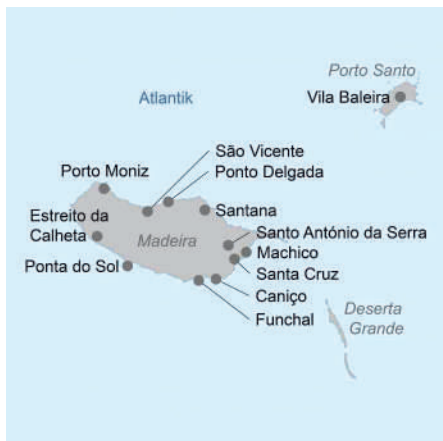 Porto Santo
Vila Baleira
Atlantik
São Vicente
Porto Moniz
Ponto Delgada
Estreito da
Calheta
Santana
Madeira
Santo António da Serra
Machico
Ponta do Sol
Santa Cruz
Caniço
Funchal
Deserta
Grande